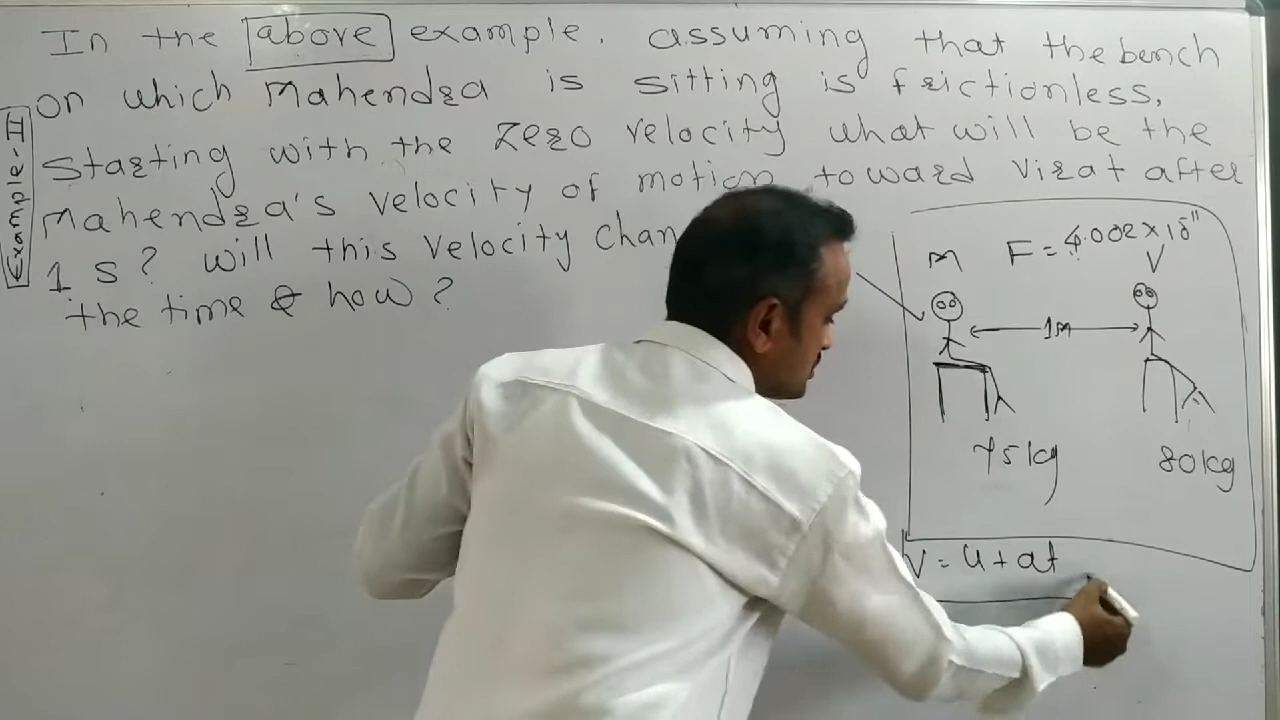 In the above example. assuming that the bench
on which Mahendra is sitting is frictionless,
starting with the zero velocity what will be the
Mahendra's velocity of motion toward Virat after
1 s? will this velocity chan
the time & how?
Example-II
M F = 4.002 × 10
V
1M
75 kg 80 kg
V = u + at